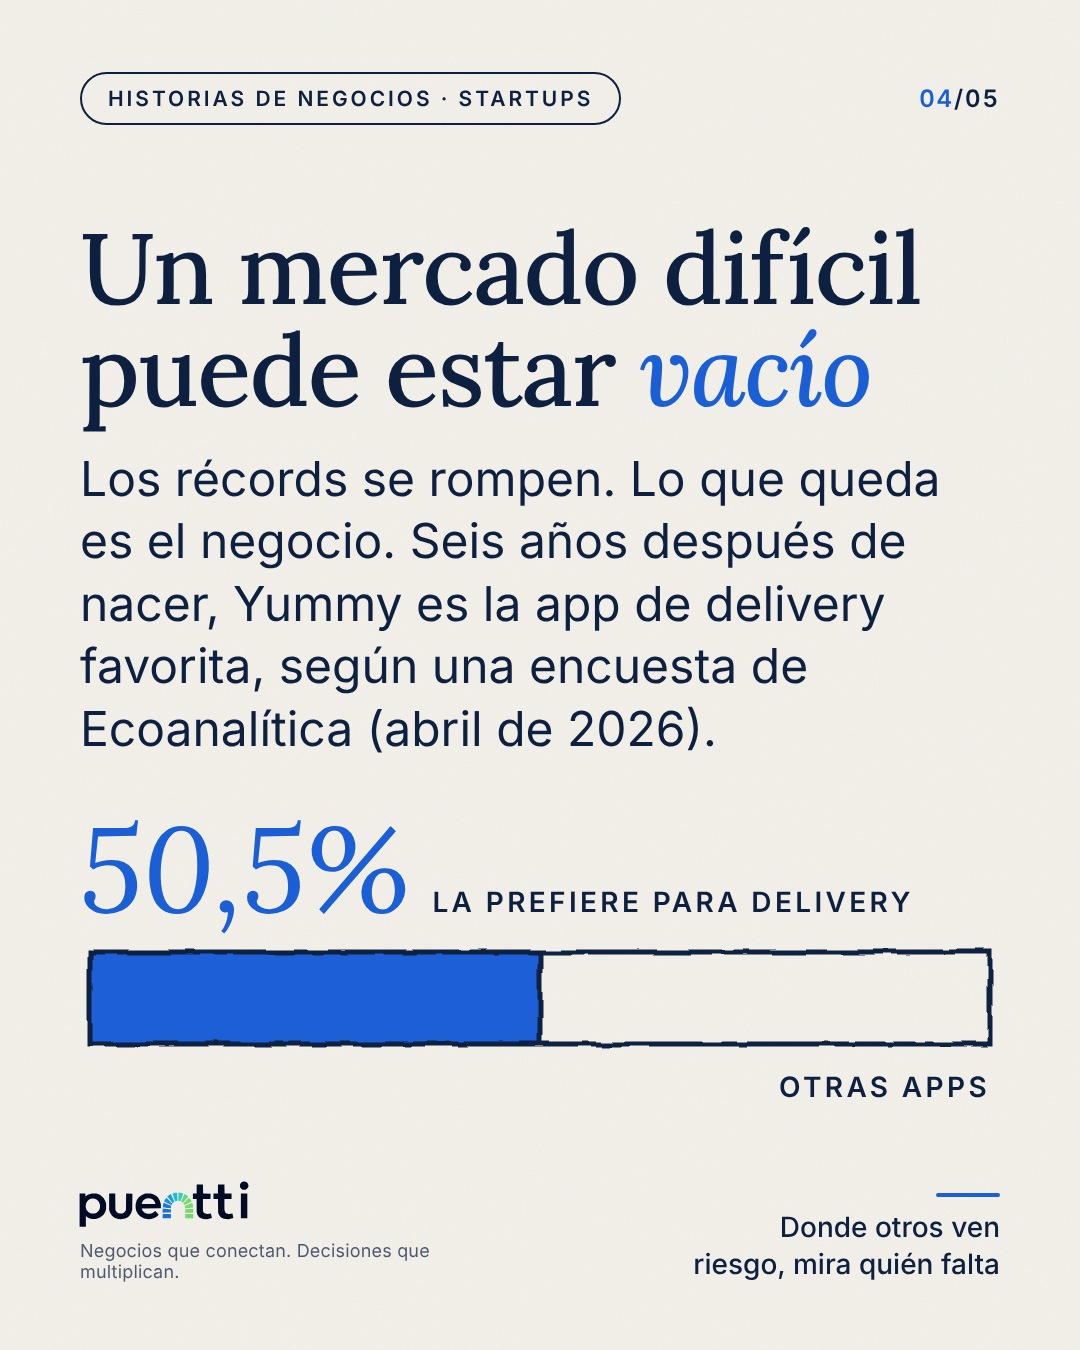 HISTORIAS DE NEGOCIOS · STARTUPS
04/05
Un mercado difícil
puede estar vacío
Los récords se rompen. Lo que queda
es el negocio. Seis años después de
nacer, Yummy es la app de delivery
favorita, según una encuesta de
Ecoanalítica (abril de 2026).
50,5% LA PREFIERE PARA DELIVERY
OTRAS APPS
puentti
Negocios que conectan. Decisiones que
multiplican.
Donde otros ven
riesgo, mira quién falta